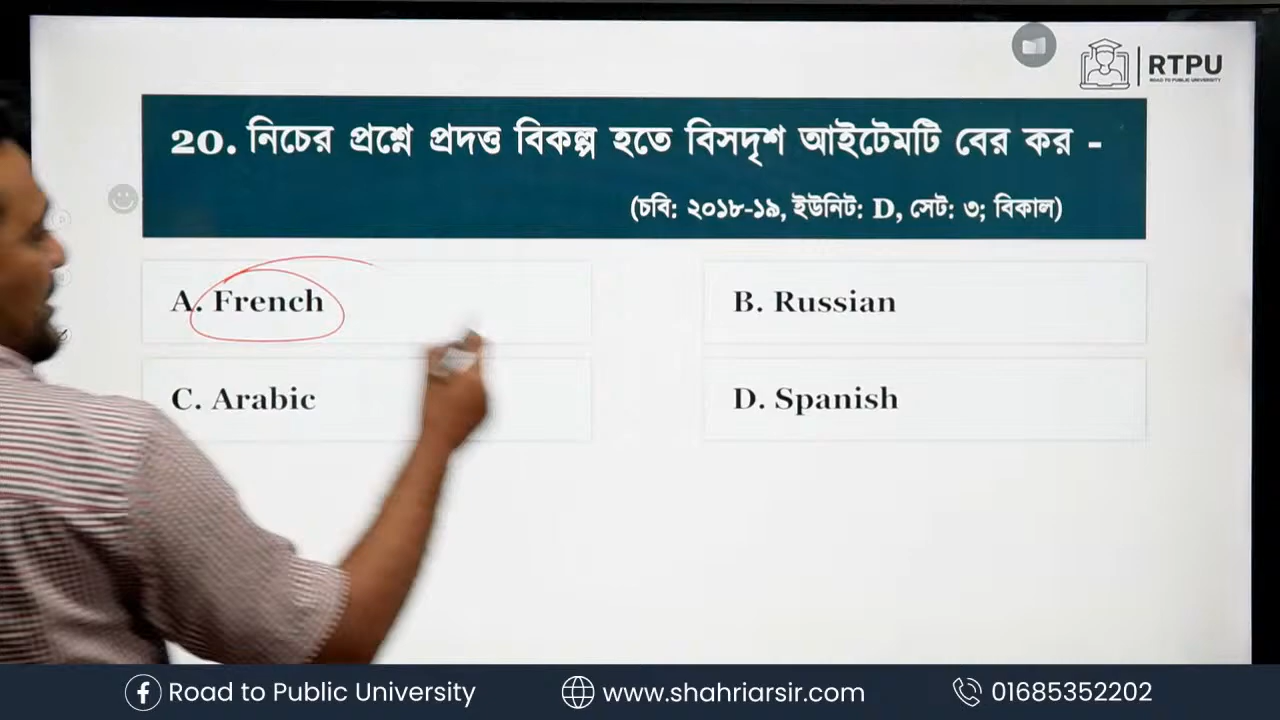 RTPU
ROAD TO PUBLIC UNIVERSITY
20. নিচের প্রশ্নে প্রদত্ত বিকল্প হতে বিসদৃশ আইটেমটি বের কর -
(চবি: ২০১৮-১৯, ইউনিট: D, সেট: ৩; বিকাল)
A. French
B. Russian
C. Arabic
D. Spanish
Road to Public University
www.shahriarsir.com
01685352202